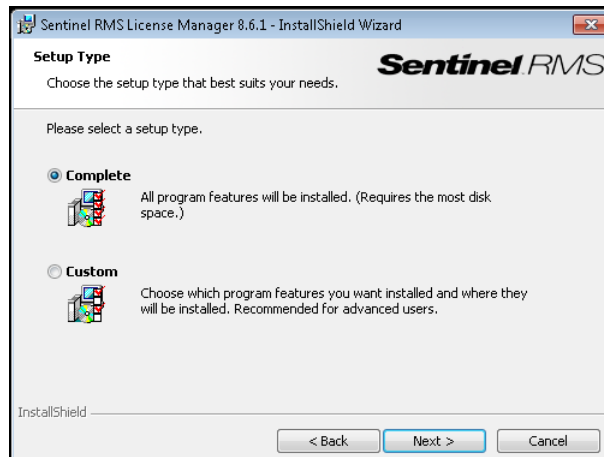 Sentinel RMS License Manager 8.6.1 - InstallShield Wizard
Setup Type
Choose the setup type that best suits your needs.
Sentinel RMS
Please select a setup type.
Complete
All program features will be installed. (Requires the most disk
space.)
Custom
Choose which program features you want installed and where they
will be installed. Recommended for advanced users.
InstallShield
< Back
Next >
Cancel